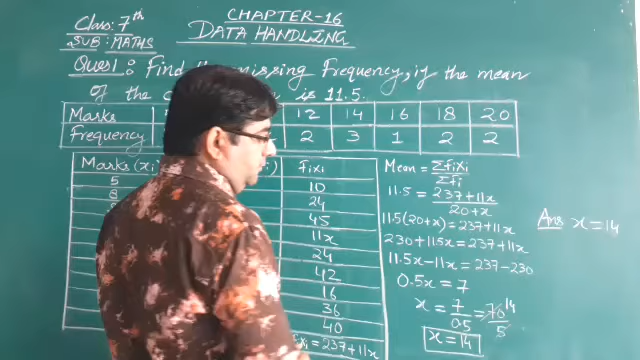 Class: 7th
SUB: MATHS
CHAPTER-16
DATA HANDLING
Ques1: Find missing Frequency, if the mean
of the is 11.5.
Marks 12 14 16 18 20
Frequency 2 3 1 2 2
Marks (xi) fixi
5 10
8 24
45
11x
24
42
16
36
40
= 237+11x
Mean = Σfixi / Σfi
11.5 = 237+11x / 20+x
11.5(20+x) = 237+11x
230+11.5x = 237+11x
11.5x-11x = 237-230
0.5x = 7
x = 7/0.5 = 70/5 14
x = 14
Ans x = 14